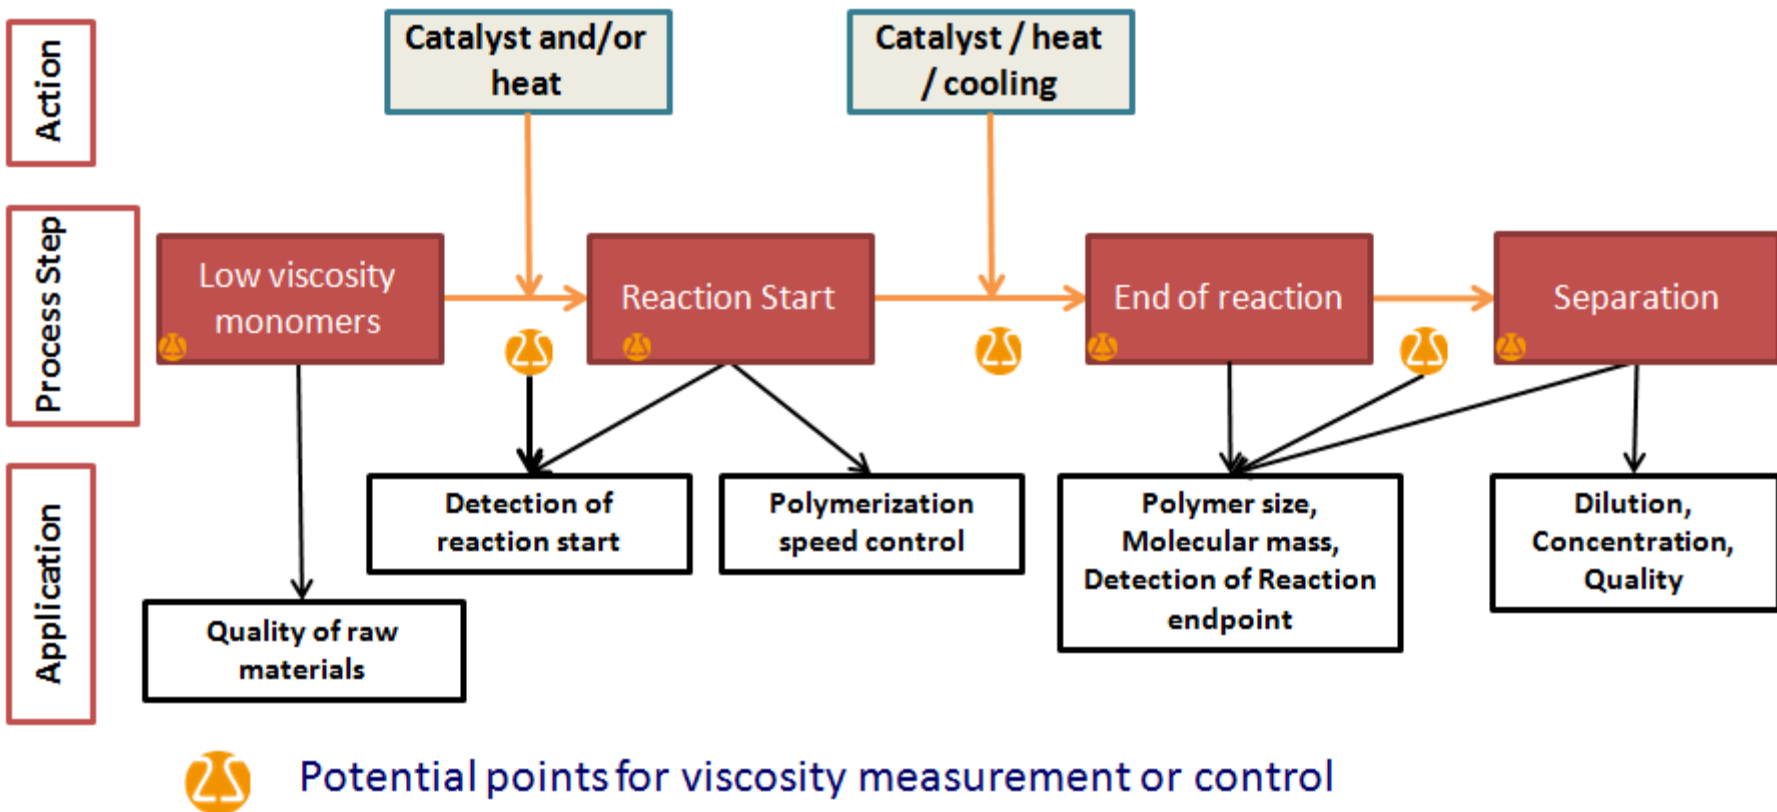 Action
Catalyst and/or
heat
Catalyst / heat
/ cooling
Process Step
Low viscosity
monomers
Reaction Start
End of reaction
Separation
Application
Detection of
reaction start
Polymerization
speed control
Polymer size,
Molecular mass,
Detection of Reaction
endpoint
Dilution,
Concentration,
Quality
Quality of raw
materials
Potential points for viscosity measurement or control